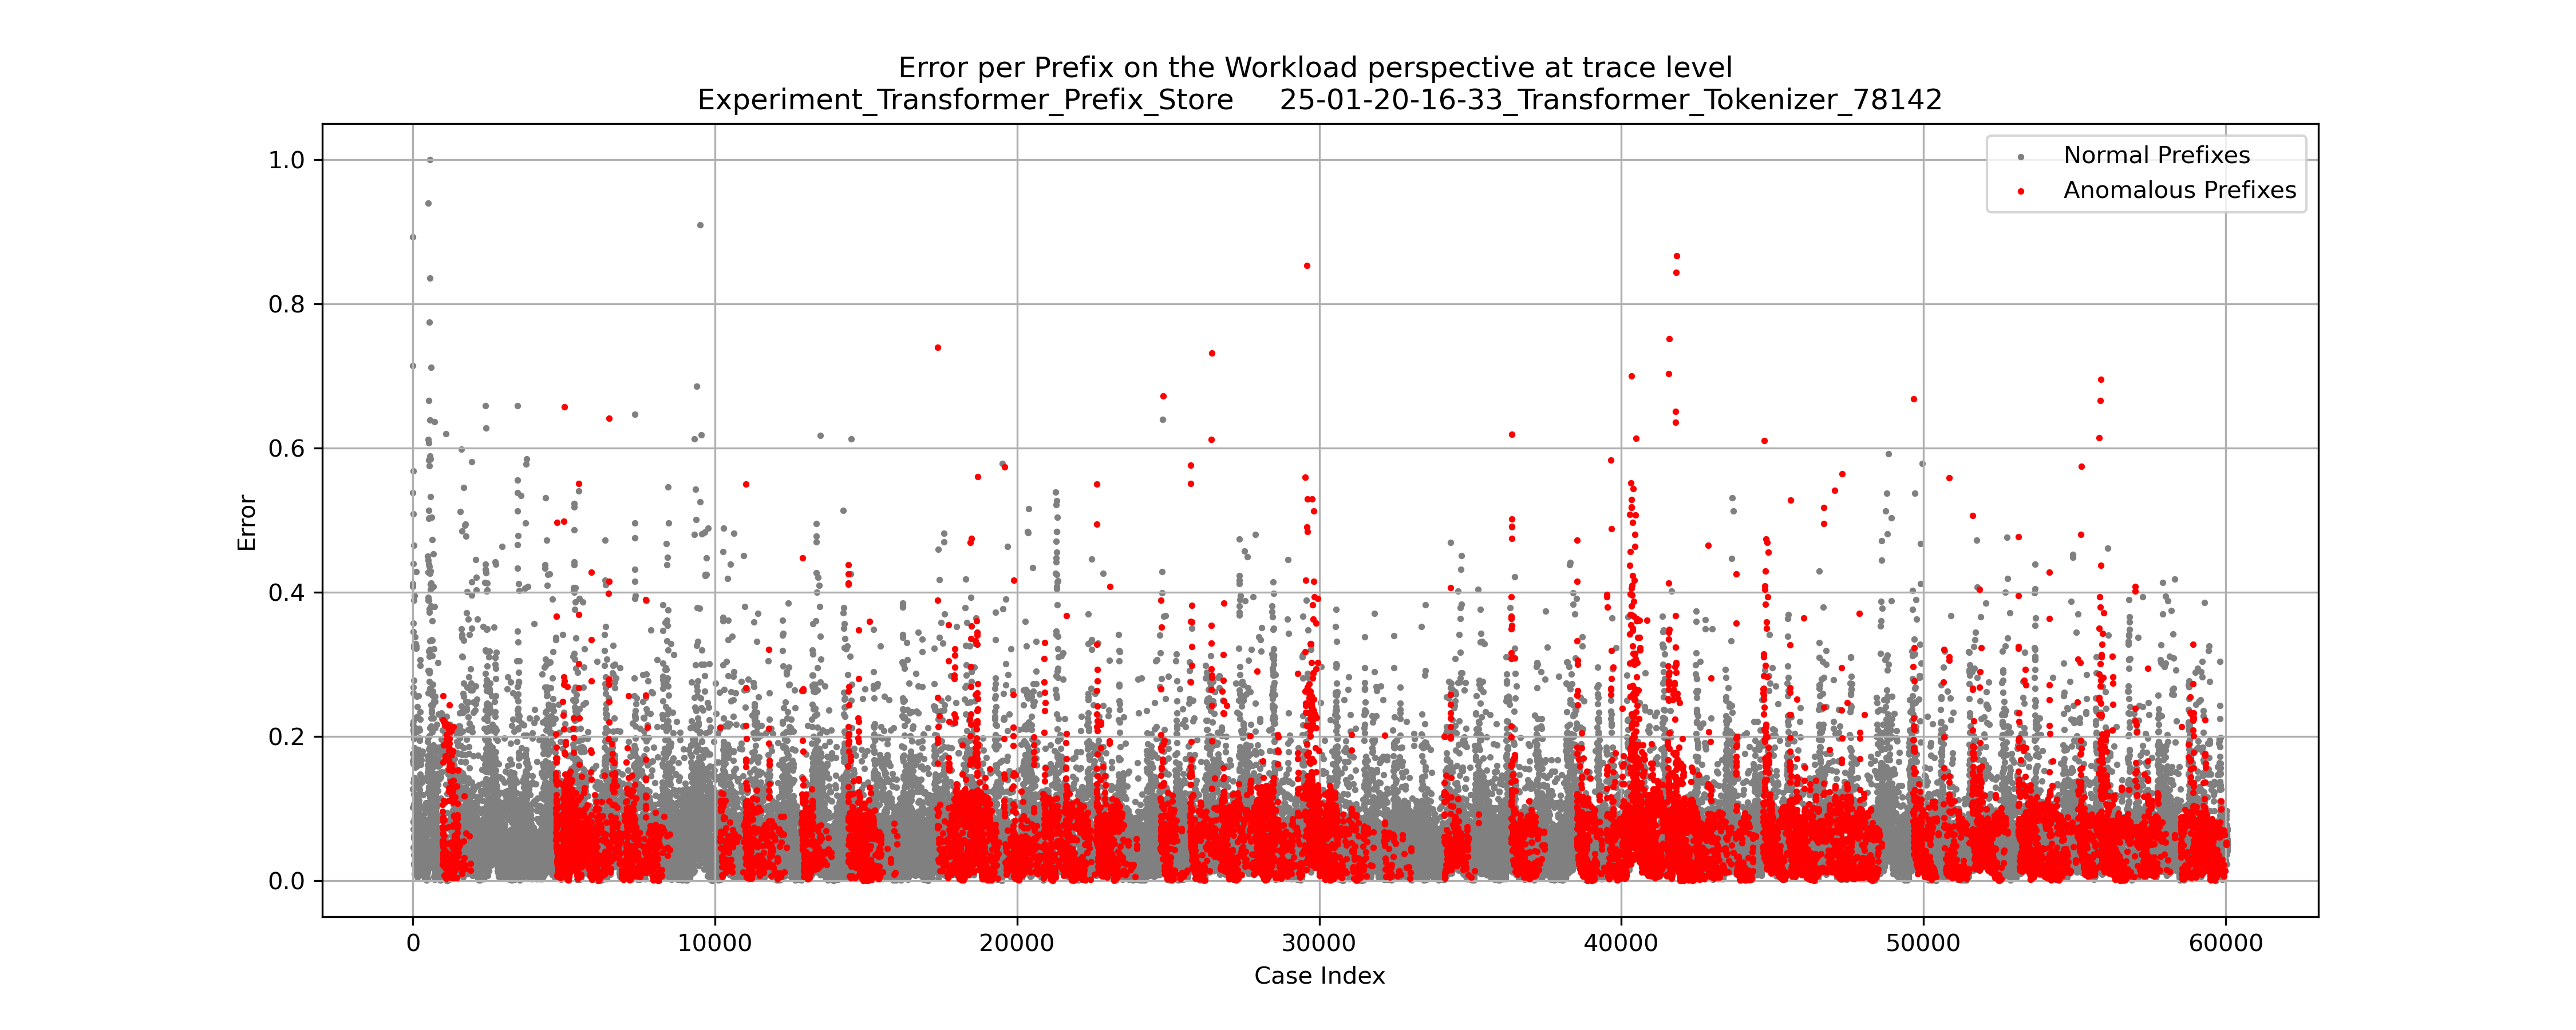 Error per Prefix on the Workload perspective at trace level
Experiment_Transformer_Prefix_Store 25-01-20-16-33_Transformer_Tokenizer_78142
Normal Prefixes
Anomalous Prefixes
1.0
0.8
0.6
0.4
0.2
0.0
Error
0 10000 20000 30000 40000 50000 60000
Case Index